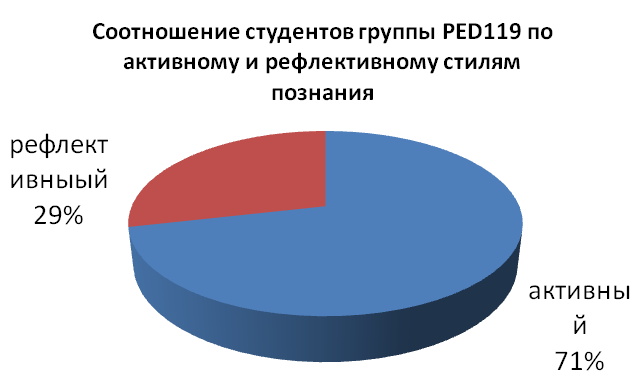 Соотношение студентов группы PED119 по
активному и рефлективному стилям
познания
рефлект
ивныый
29%
активны
й
71%